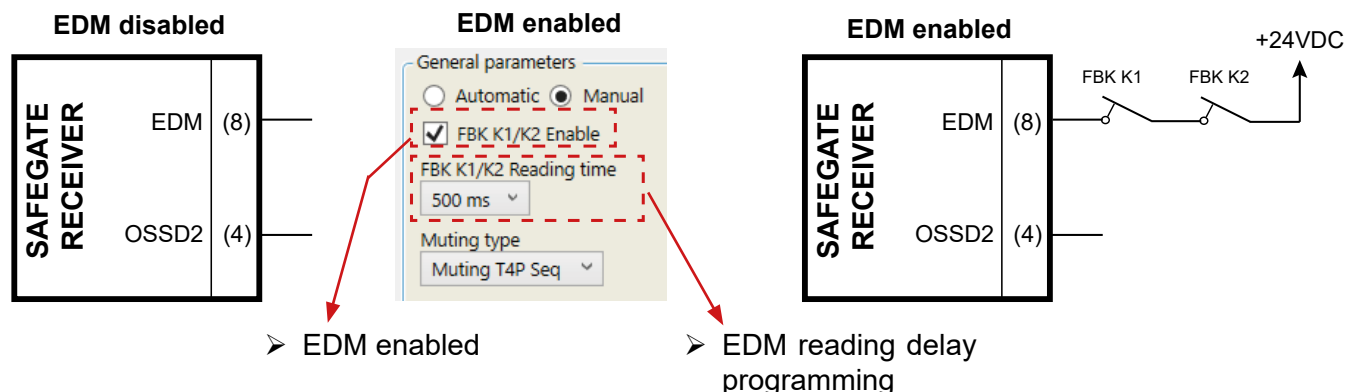 EDM disabled
SAFEGATE
RECEIVER
EDM (8)
OSSD2 (4)
EDM enabled
General parameters
Automatic Manual
FBK K1/K2 Enable
FBK K1/K2 Reading time
500 ms
Muting type
Muting T4P Seq
➢ EDM enabled
➢ EDM reading delay
programming
EDM enabled
+24VDC
FBK K1 FBK K2
SAFEGATE
RECEIVER
EDM (8)
OSSD2 (4)